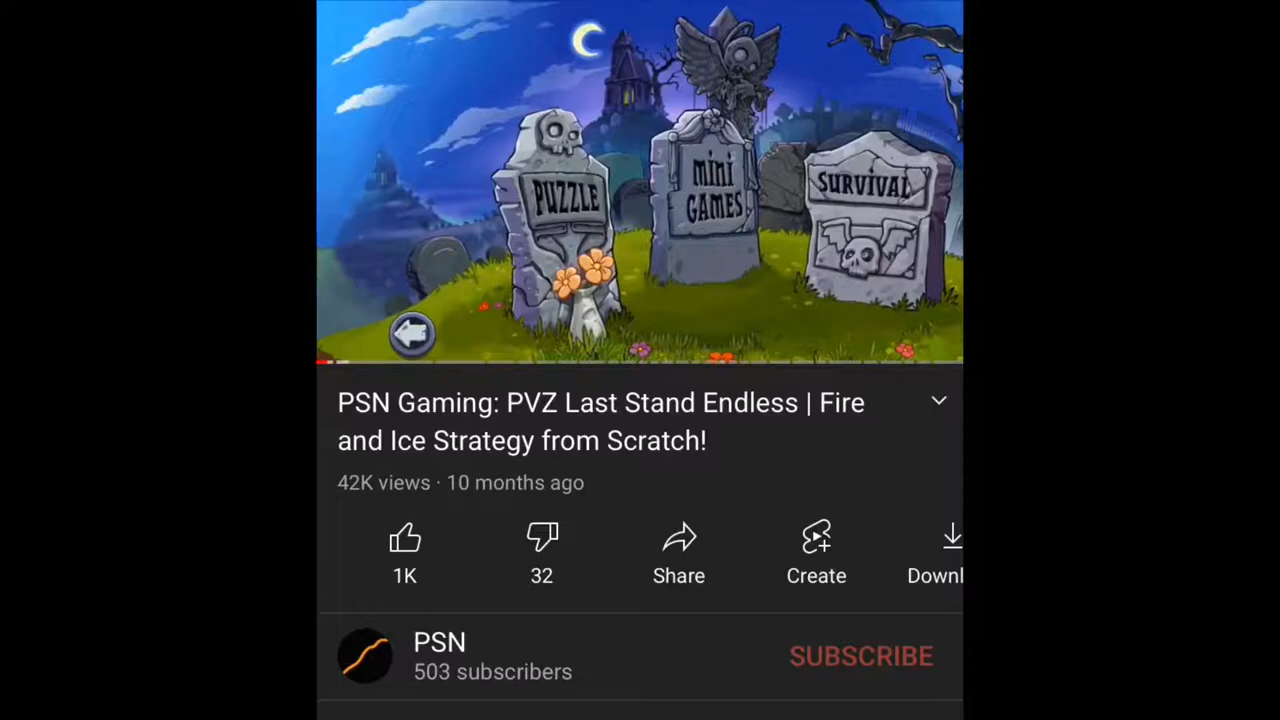 PUZZLE
mini
GAMES
SURVIVAL
PSN Gaming: PVZ Last Stand Endless | Fire
and Ice Strategy from Scratch!
42K views · 10 months ago
1K
32
Share
Create
Downl
PSN
503 subscribers
SUBSCRIBE